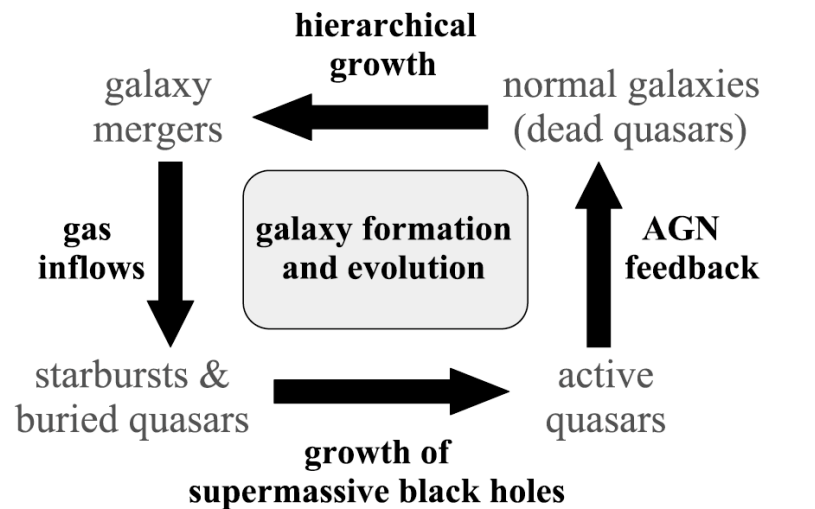 hierarchical
growth
galaxy
mergers
normal galaxies
(dead quasars)
gas
inflows
galaxy formation
and evolution
AGN
feedback
starbursts &
buried quasars
active
quasars
growth of
supermassive black holes